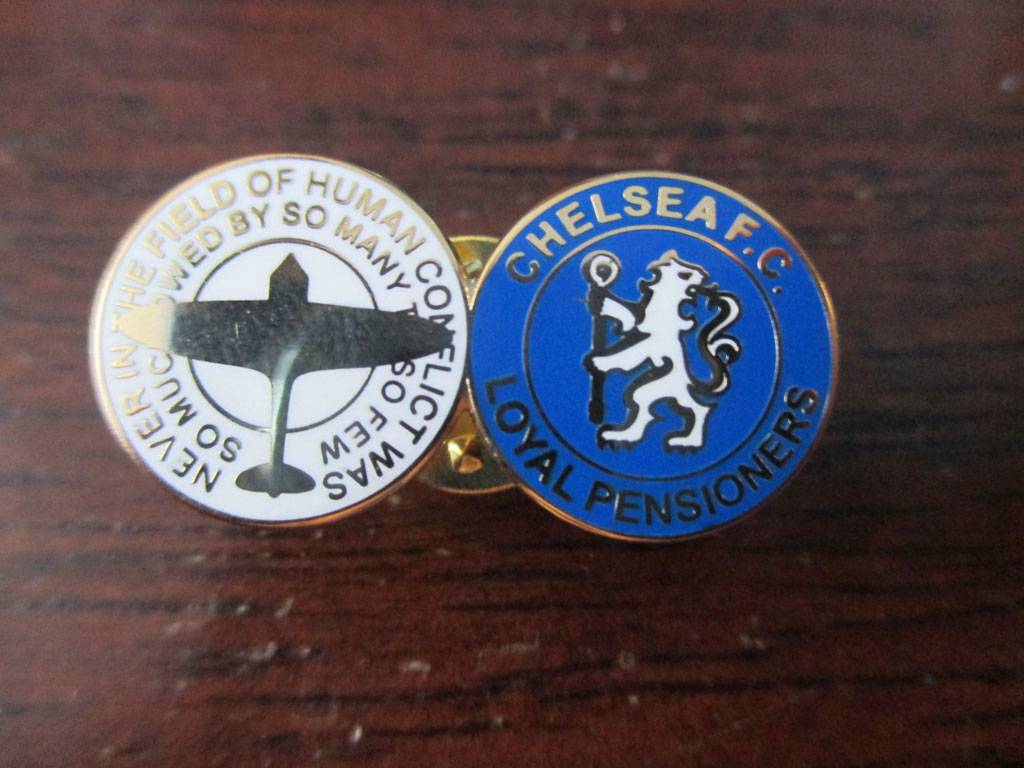 NEVER IN THE FIELD OF HUMAN CONFLICT WAS
SO MUCH OWED BY SO MANY TO SO FEW
CHELSEA F.C.
LOYAL PENSIONERS